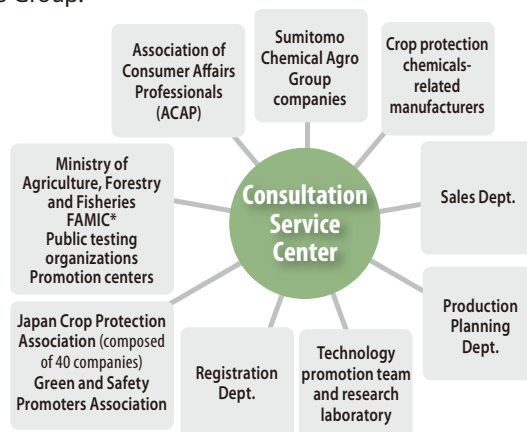 Group.
Association of
Consumer Affairs
Professionals
(ACAP)
Sumitomo
Chemical Agro
Group
companies
Crop protection
chemicals-
related
manufacturers
Ministry of
Agriculture, Forestry
and Fisheries
FAMIC*
Public testing
organizations
Promotion centers
Consultation
Service
Center
Sales Dept.
Japan Crop Protection
Association (composed
of 40 companies)
Green and Safety
Promoters Association
Registration
Dept.
Technology
promotion team
and research
laboratory
Production
Planning
Dept.